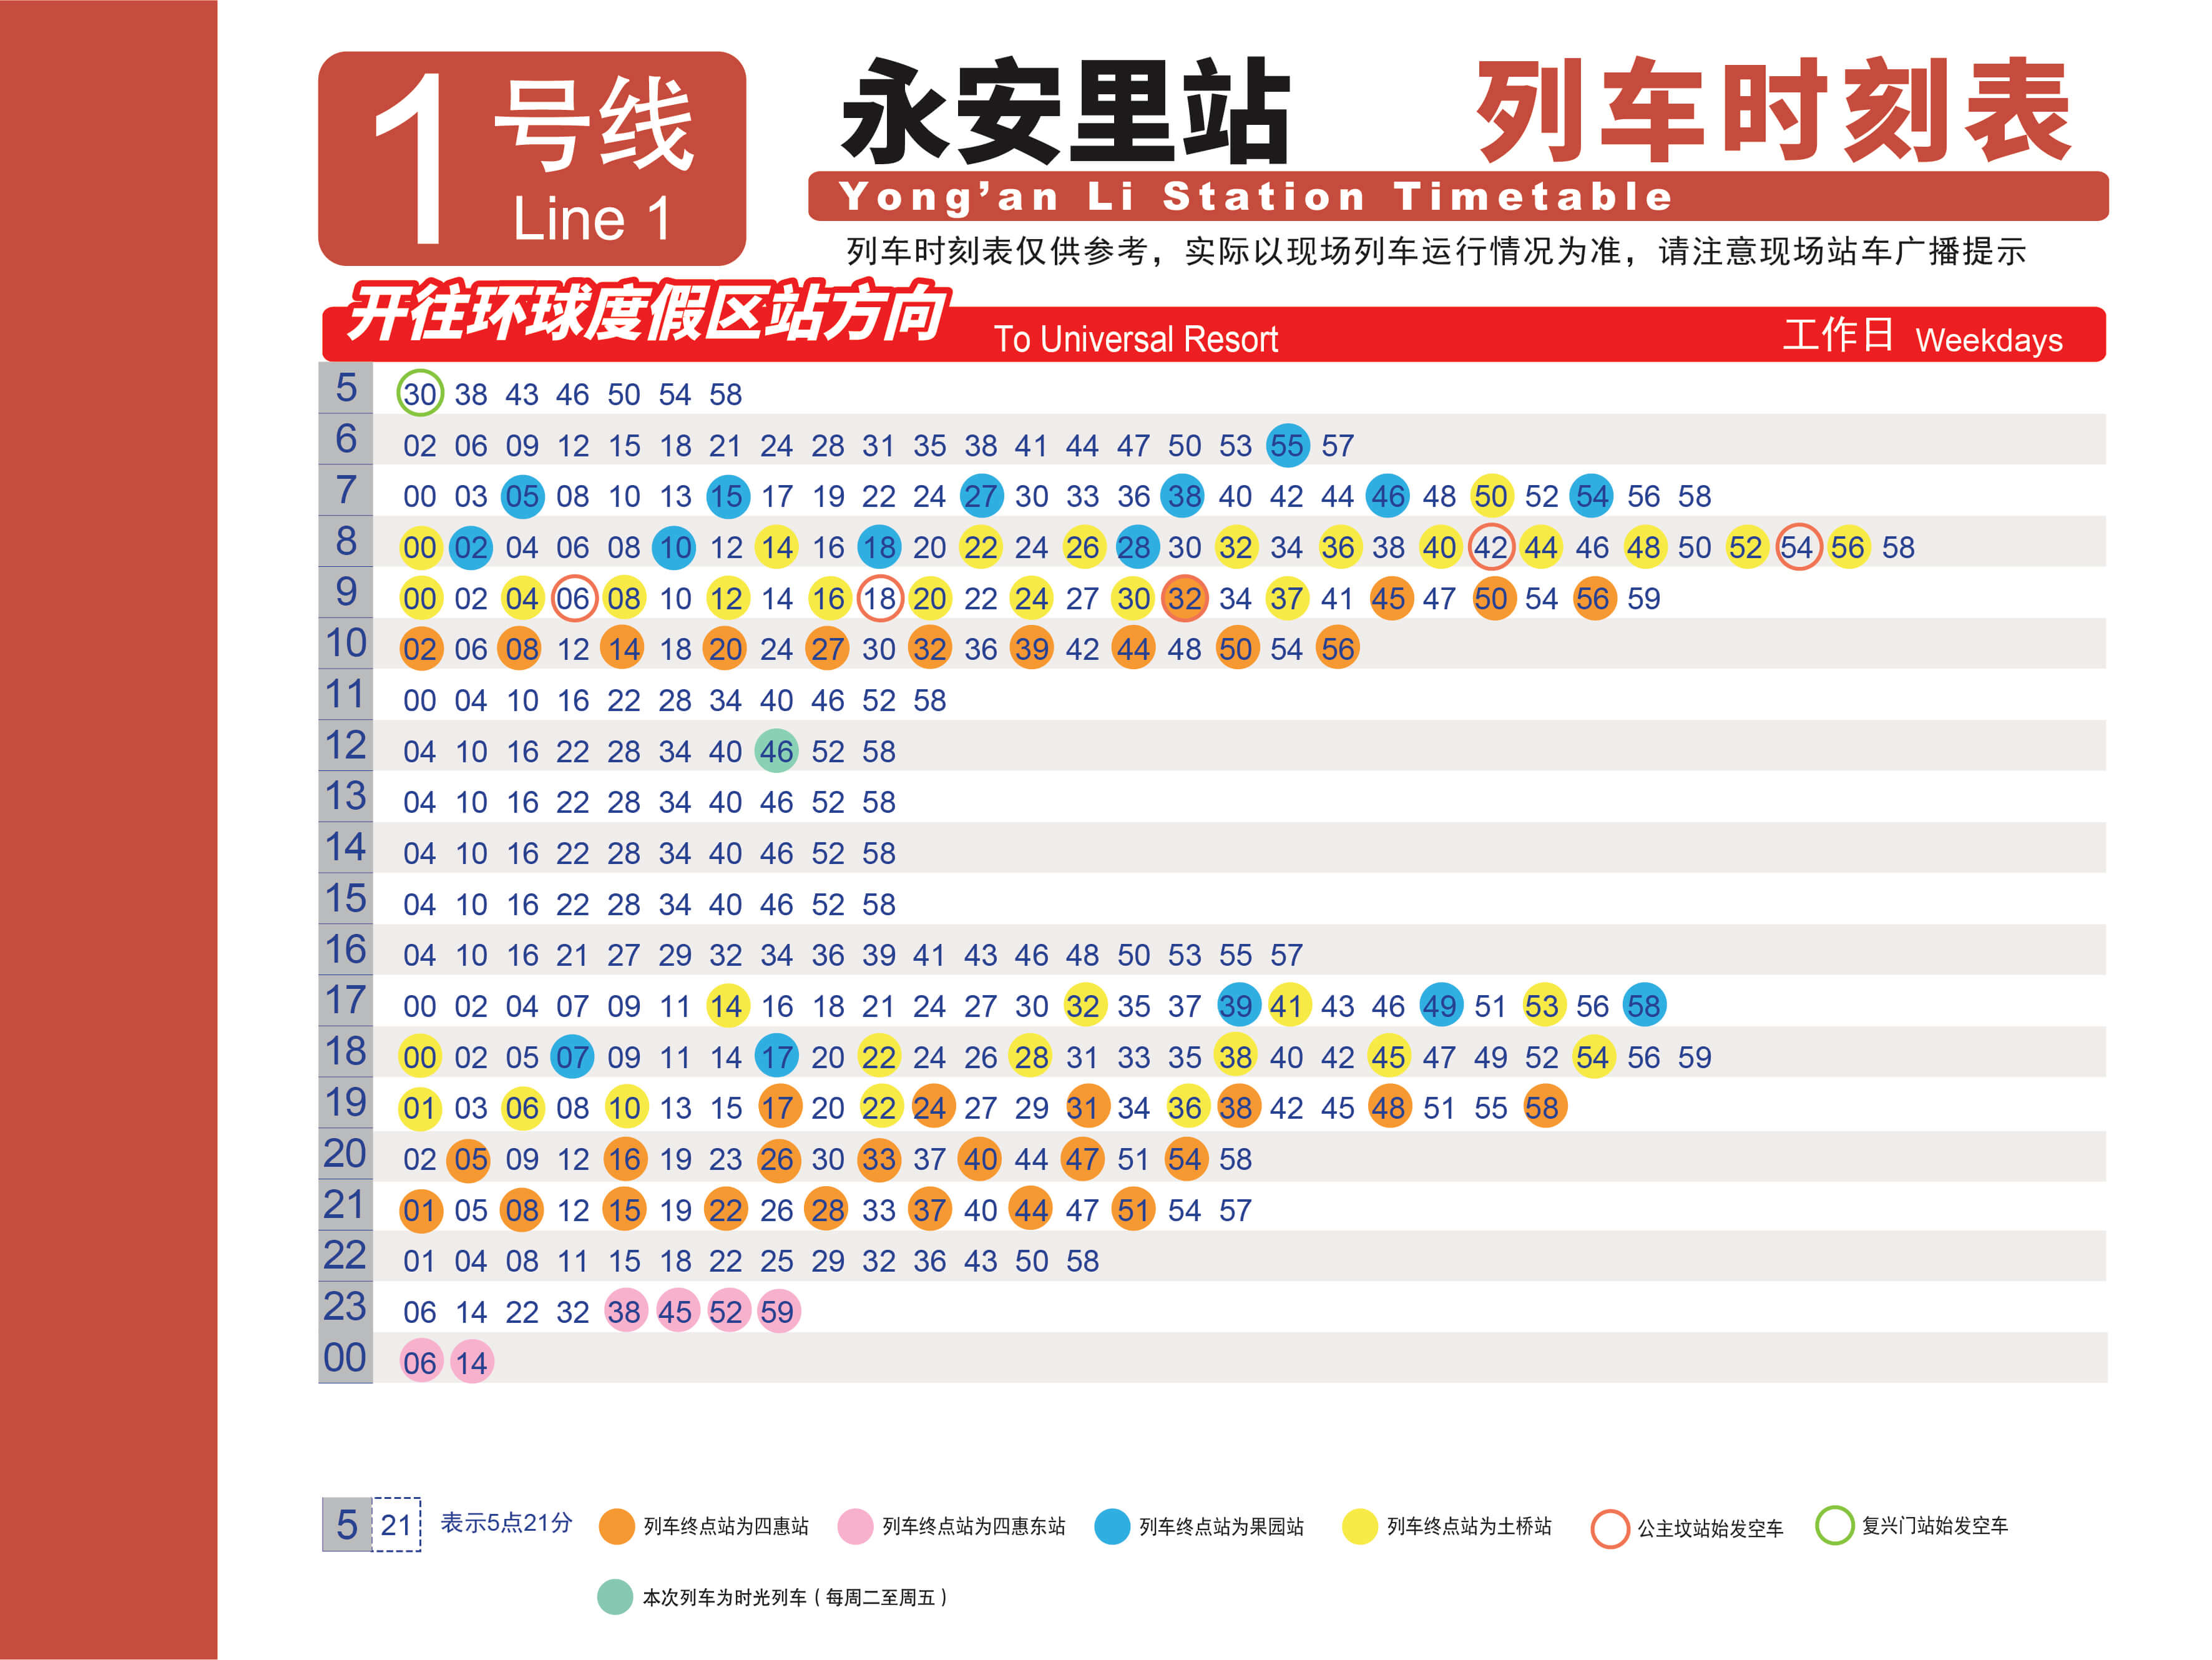 1号线
Line 1
永安里站 列车时刻表
Yong’an Li Station Timetable
列车时刻表仅供参考，实际以现场列车运行情况为准，请注意现场站车广播提示
开往环球度假区站方向 To Universal Resort 工作日 Weekdays
5 30 38 43 46 50 54 58
6 02 06 09 12 15 18 21 24 28 31 35 38 41 44 47 50 53 55 57
7 00 03 05 08 10 13 15 17 19 22 24 27 30 33 36 38 40 42 44 46 48 50 52 54 56 58
8 00 02 04 06 08 10 12 14 16 18 20 22 24 26 28 30 32 34 36 38 40 42 44 46 48 50 52 54 56 58
9 00 02 04 06 08 10 12 14 16 18 20 22 24 27 30 32 34 37 41 45 47 50 54 56 59
10 02 06 08 12 14 18 20 24 27 30 32 36 39 42 44 48 50 54 56
11 00 04 10 16 22 28 34 40 46 52 58
12 04 10 16 22 28 34 40 46 52 58
13 04 10 16 22 28 34 40 46 52 58
14 04 10 16 22 28 34 40 46 52 58
15 04 10 16 22 28 34 40 46 52 58
16 04 10 16 21 27 29 32 34 36 39 41 43 46 48 50 53 55 57
17 00 02 04 07 09 11 14 16 18 21 24 27 30 32 35 37 39 41 43 46 49 51 53 56 58
18 00 02 05 07 09 11 14 17 20 22 24 26 28 31 33 35 38 40 42 45 47 49 52 54 56 59
19 01 03 06 08 10 13 15 17 20 22 24 27 29 31 34 36 38 42 45 48 51 55 58
20 02 05 09 12 16 19 23 26 30 33 37 40 44 47 51 54 58
21 01 05 08 12 15 19 22 26 28 33 37 40 44 47 51 54 57
22 01 04 08 11 15 18 22 25 29 32 36 43 50 58
23 06 14 22 32 38 45 52 59
00 06 14
5 21 表示5点21分 列车终点站为四惠站 列车终点站为四惠东站 列车终点站为果园站 列车终点站为土桥站 公主坟站始发空车 复兴门站始发空车
本次列车为时光列车（每周二至周五）